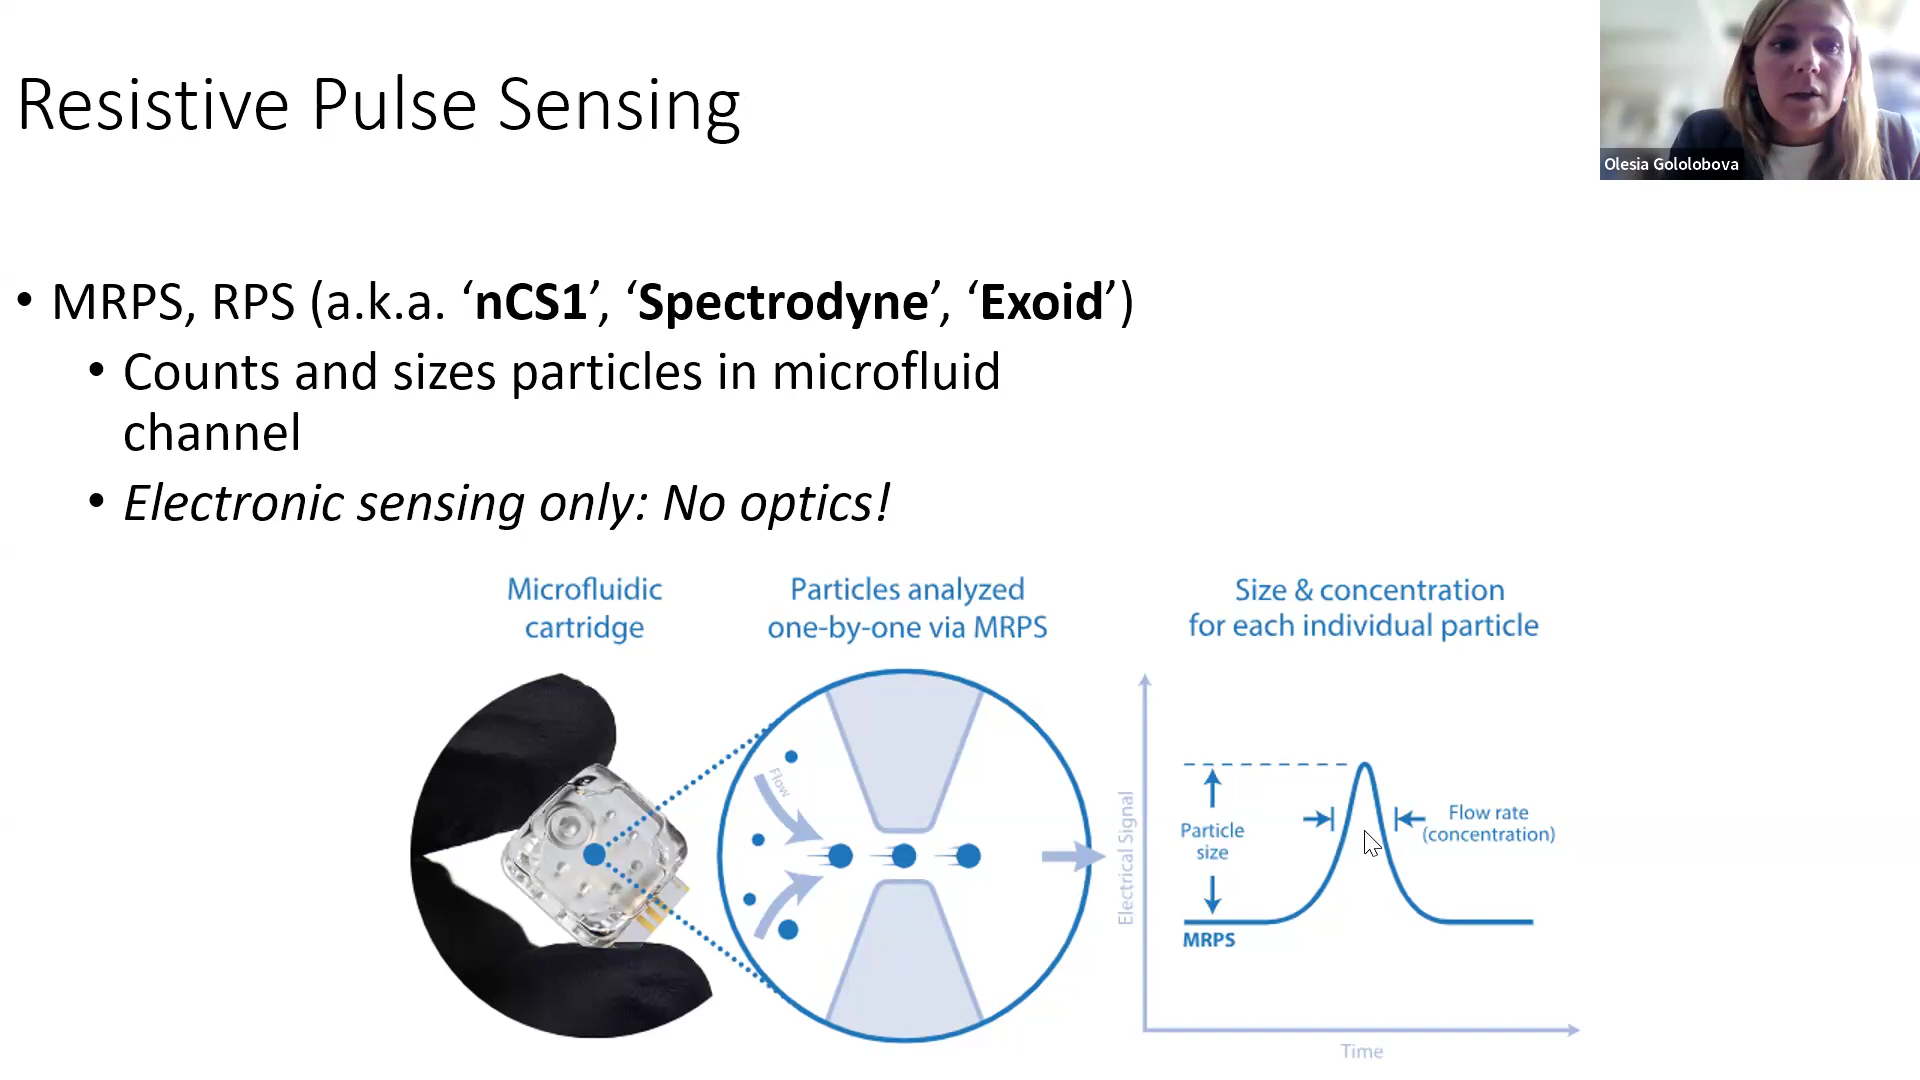 Resistive Pulse Sensing
Olesia Gololobova
• MRPS, RPS (a.k.a. ‘nCS1’, ‘Spectrodyne’, ‘Exoid’)
• Counts and sizes particles in microfluid
channel
• Electronic sensing only: No optics!
Microfluidic
cartridge
Particles analyzed
one-by-one via MRPS
Size & concentration
for each individual particle
Flow
Electrical Signal
Particle
size
Flow rate
(concentration)
MRPS
Time